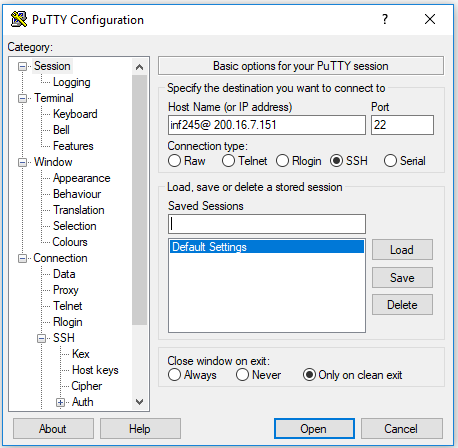 PuTTY Configuration
Category:
Session
Logging
Terminal
Keyboard
Bell
Features
Window
Appearance
Behaviour
Translation
Selection
Colours
Connection
Data
Proxy
Telnet
Rlogin
SSH
Kex
Host keys
Cipher
Auth
Basic options for your PuTTY session
Specify the destination you want to connect to
Host Name (or IP address) Port
inf245@ 200.16.7.151 22
Connection type:
Raw Telnet Rlogin SSH Serial
Load, save or delete a stored session
Saved Sessions
Default Settings
Load
Save
Delete
Close window on exit:
Always Never Only on clean exit
About Help Open Cancel